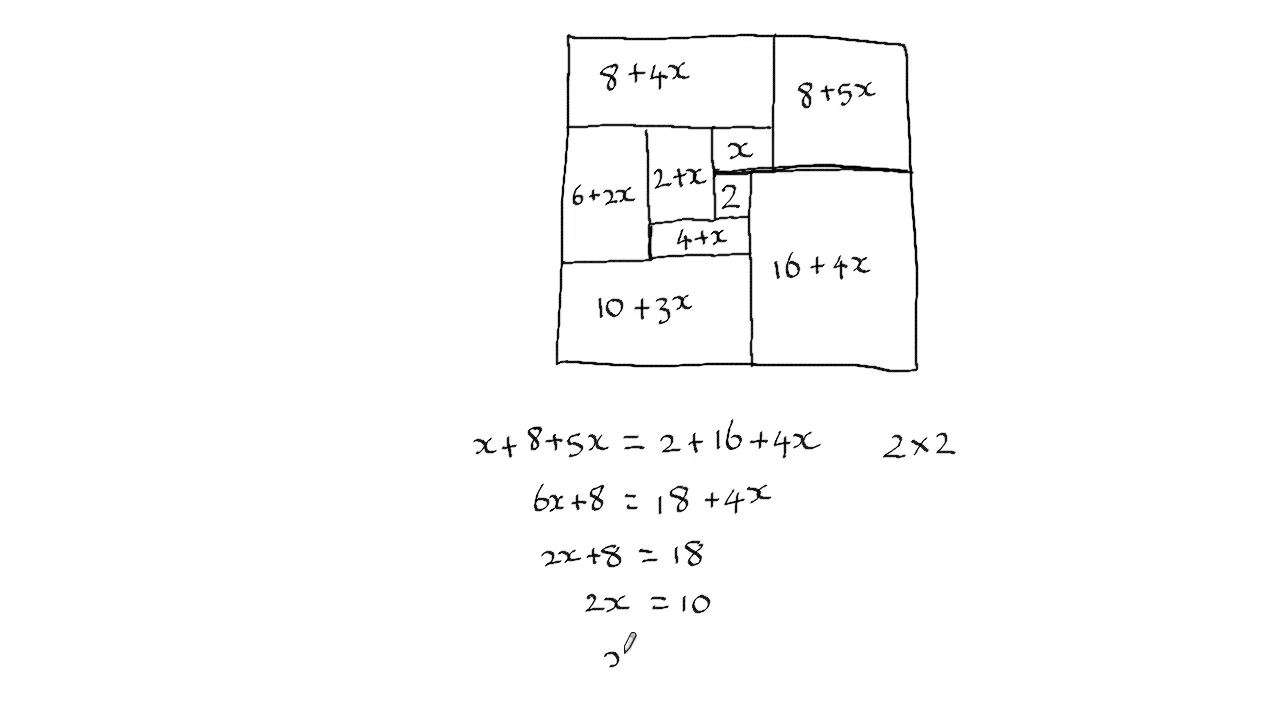 8+4x
8+5x
x
2+x
6+2x
2
4+x
16+4x
10+3x
x+8+5x=2+16+4x 2×2
6x+8=18+4x
2x+8=18
2x=10